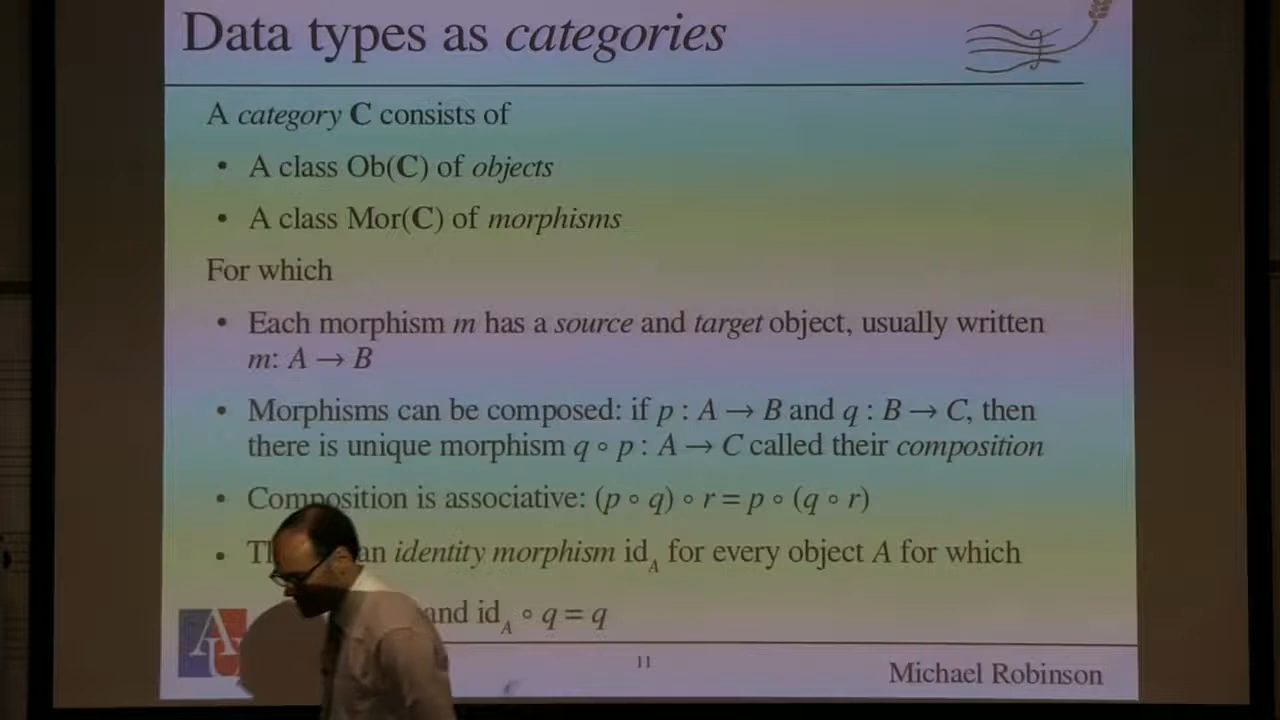 Data types as categories
A category C consists of
• A class Ob(C) of objects
• A class Mor(C) of morphisms
For which
• Each morphism m has a source and target object, usually written
m: A → B
• Morphisms can be composed: if p : A → B and q : B → C, then
there is unique morphism q ∘ p : A → C called their composition
• Composition is associative: (p ∘ q) ∘ r = p ∘ (q ∘ r)
• an identity morphism id_A for every object A for which
and id_A ∘ q = q
AU
11
Michael Robinson